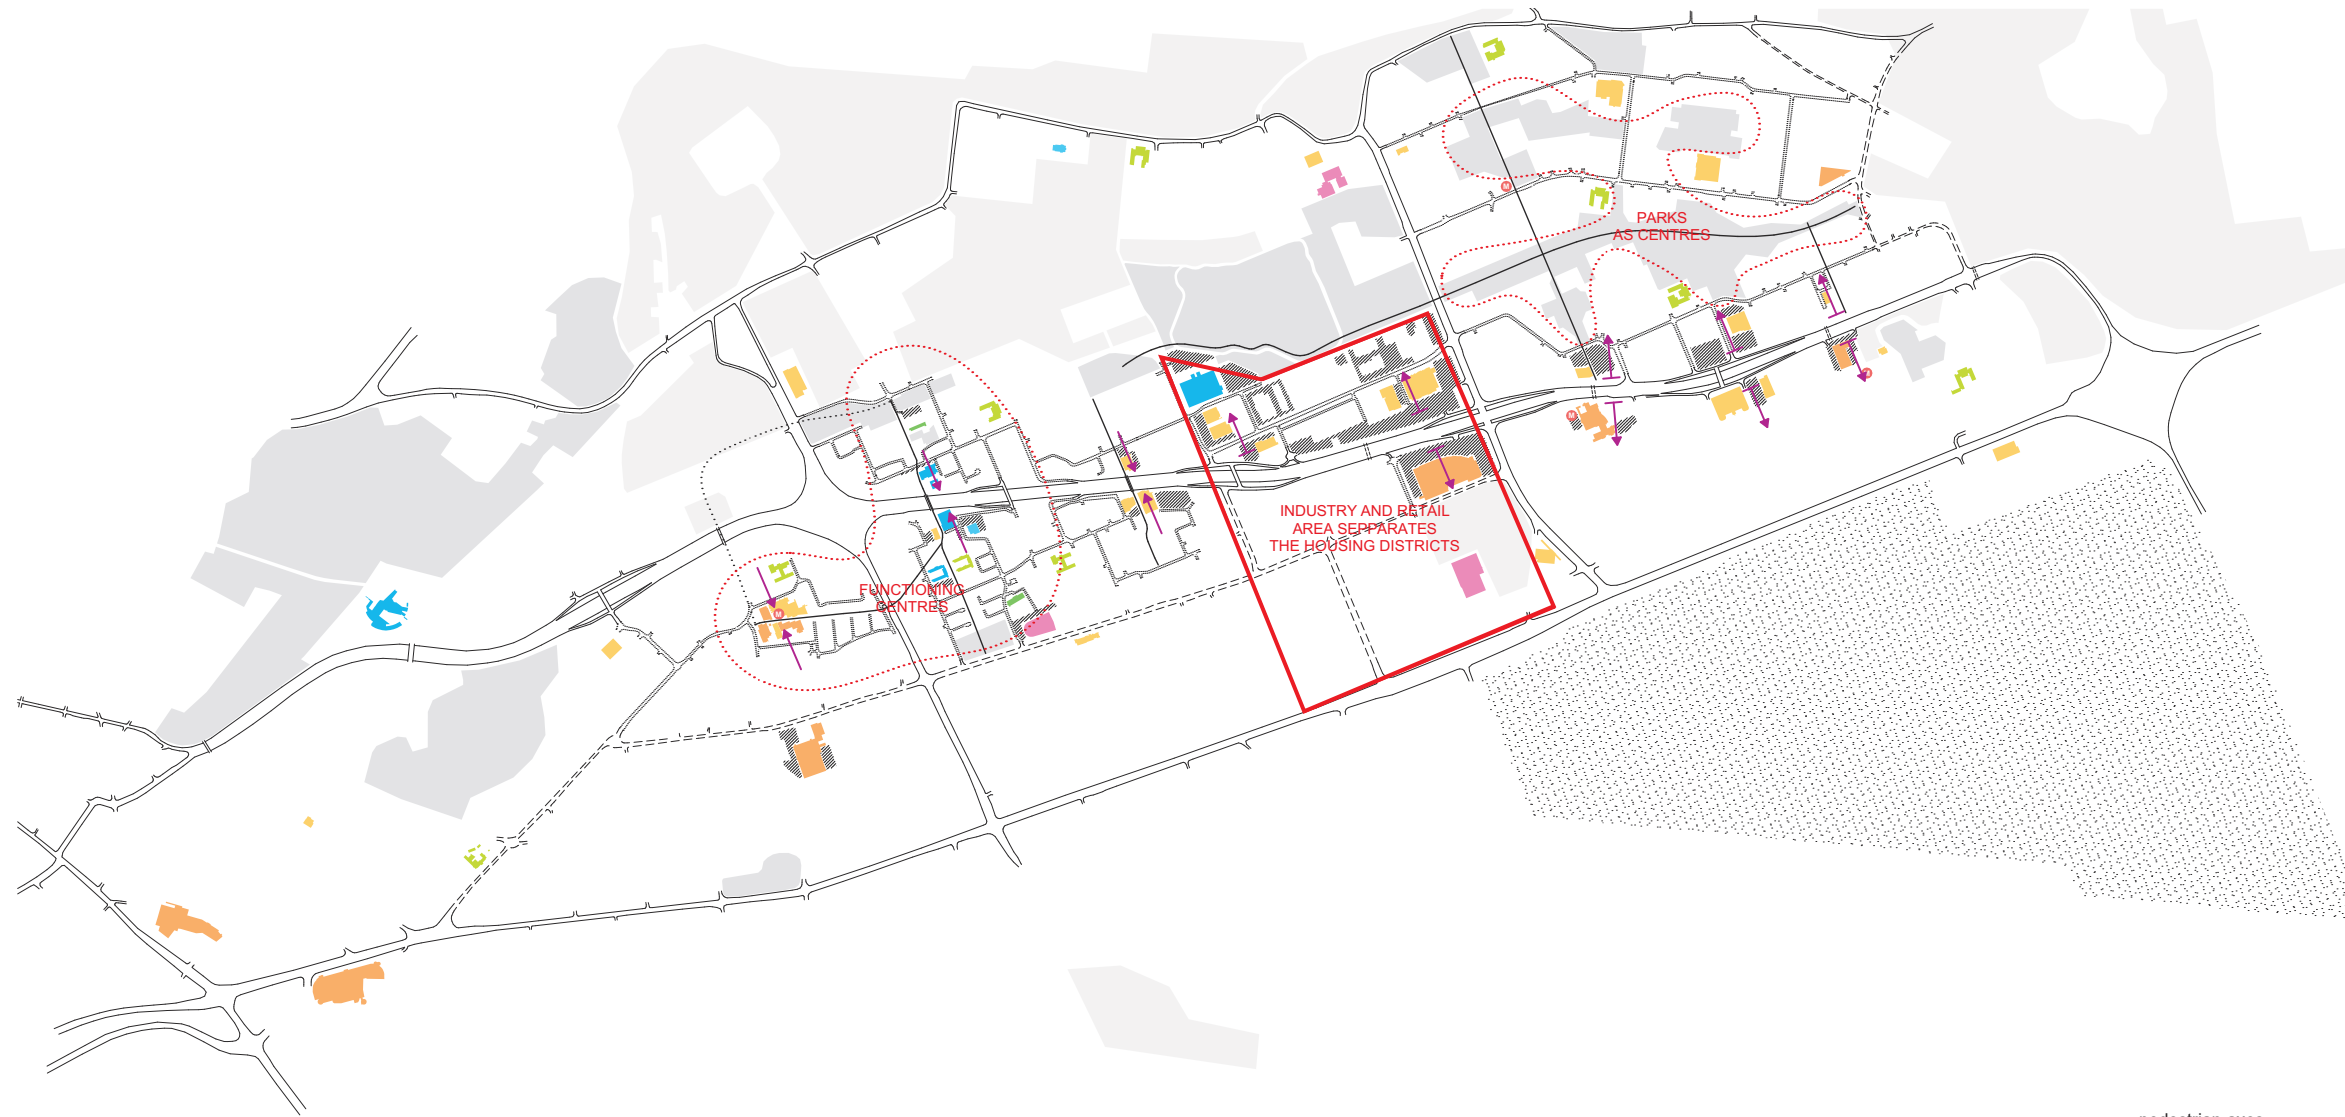 PARKS
AS CENTRES
M
M
M
INDUSTRY AND RETAIL
AREA SEPPARATES
THE HOUSING DISTRICTS
FUNCTIONING
CENTRES
M